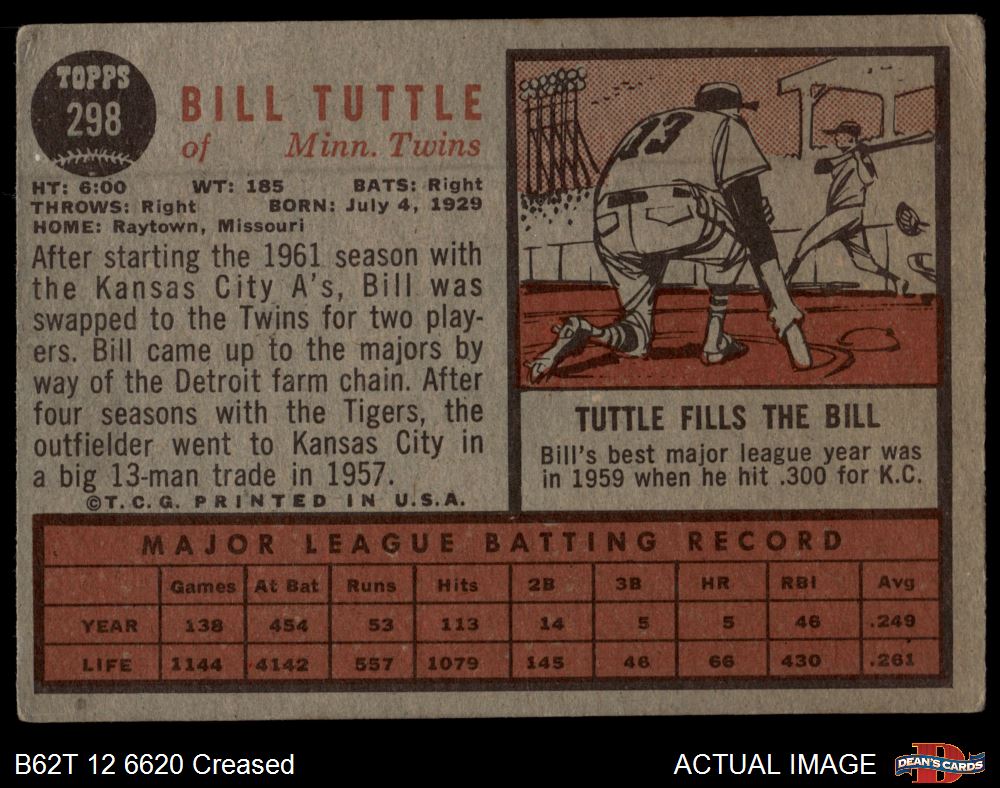 TOPPS
298
BILL TUTTLE
of Minn. Twins
HT: 6:00 WT: 185 BATS: Right
THROWS: Right BORN: July 4, 1929
HOME: Raytown, Missouri
After starting the 1961 season with
the Kansas City A's, Bill was
swapped to the Twins for two play-
ers. Bill came up to the majors by
way of the Detroit farm chain. After
four seasons with the Tigers, the
outfielder went to Kansas City in
a big 13-man trade in 1957.
©T.C.G. PRINTED IN U.S.A.
13
TUTTLE FILLS THE BILL
Bill's best major league year was
in 1959 when he hit .300 for K.C.
MAJOR LEAGUE BATTING RECORD
Games At Bat Runs Hits 2B 3B HR RBI Avg
YEAR 138 454 53 113 14 5 5 46 .249
LIFE 1144 4142 557 1079 145 46 66 430 .261
B62T 12 6620 Creased
ACTUAL IMAGE
DEAN'S CARDS